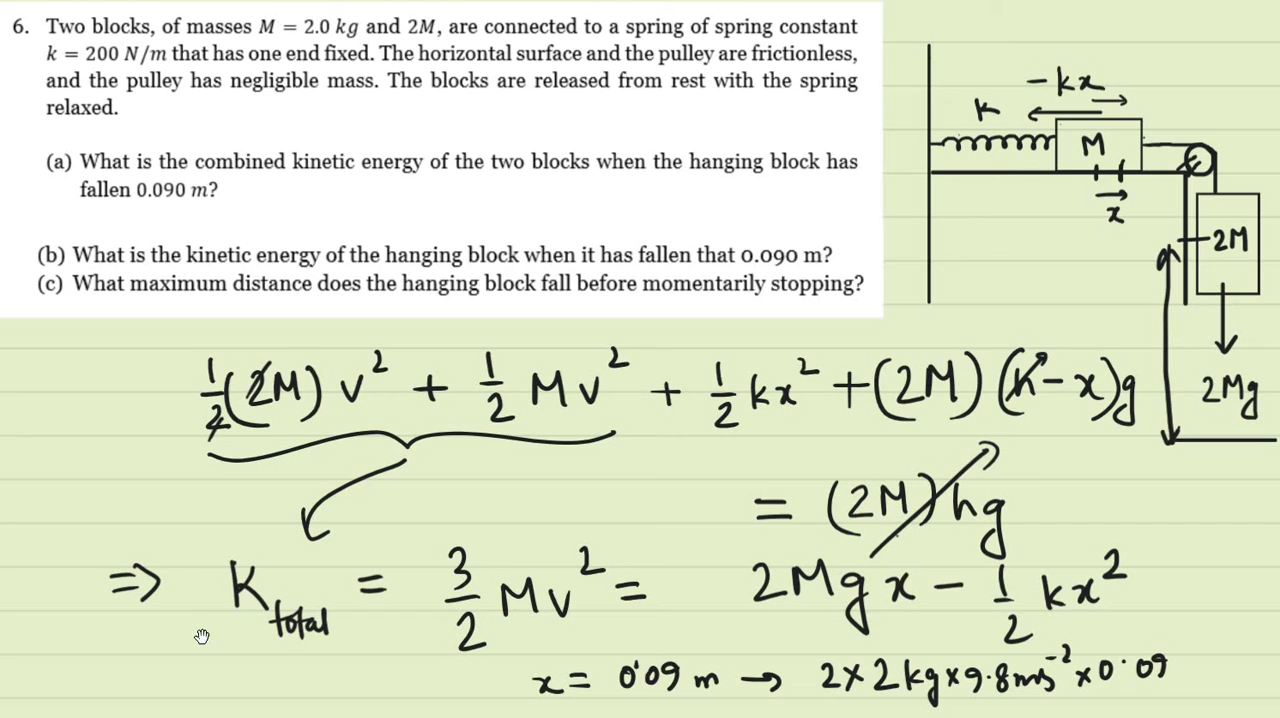 6. Two blocks, of masses M = 2.0 kg and 2M, are connected to a spring of spring constant
k = 200 N/m that has one end fixed. The horizontal surface and the pulley are frictionless,
and the pulley has negligible mass. The blocks are released from rest with the spring
relaxed.
(a) What is the combined kinetic energy of the two blocks when the hanging block has
fallen 0.090 m?
(b) What is the kinetic energy of the hanging block when it has fallen that 0.090 m?
(c) What maximum distance does the hanging block fall before momentarily stopping?
-kx
k
M
x
2M
2Mg
1/2 (2M) v² + 1/2 Mv² + 1/2 kx² + (2M) (h - x)g
= (2M) hg
=> K total = 3/2 Mv² = 2Mgx - 1/2 kx²
x = 0.09 m → 2 x 2 kg x 9.8 ms⁻² x 0.09